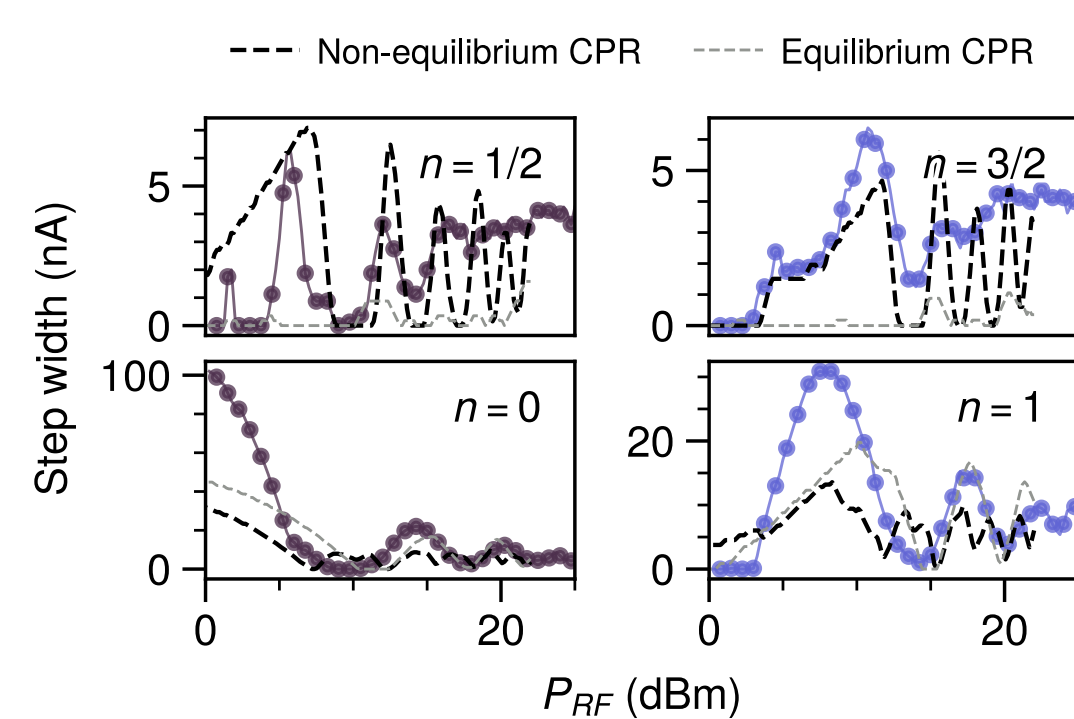 Non-equilibrium CPR
Equilibrium CPR
n = 1/2
5
0
n = 3/2
5
0
Step width (nA)
n = 0
100
0
0
20
n = 1
20
0
0
20
P_RF (dBm)